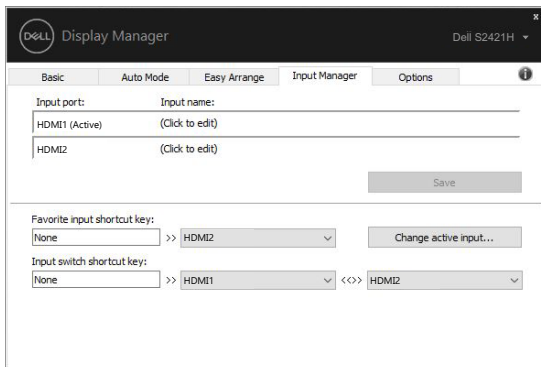 x
DELL Display Manager
Dell S2421H
Basic Auto Mode Easy Arrange Input Manager Options i
Input port: Input name:
HDMI1 (Active) (Click to edit)
HDMI2 (Click to edit)
Save
Favorite input shortcut key:
None >> HDMI2 Change active input...
Input switch shortcut key:
None >> HDMI1 <<>> HDMI2